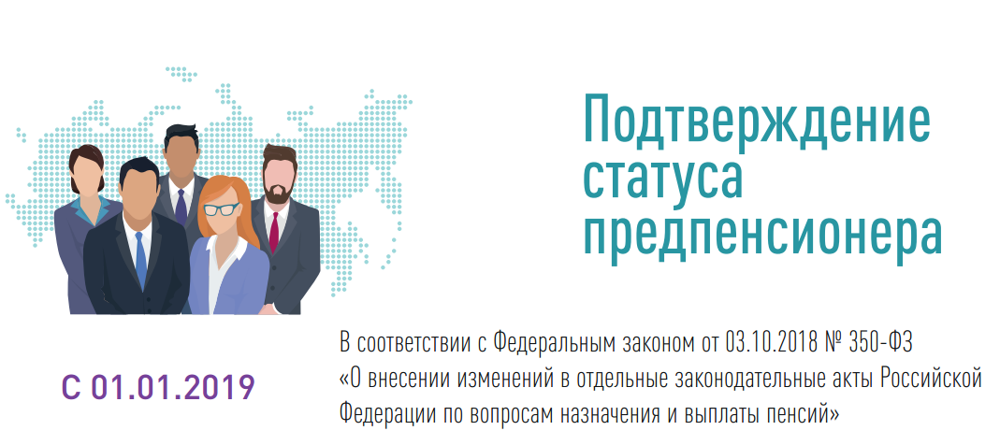 Подтверждение
статуса
предпенсионера
В соответствии с Федеральным законом от 03.10.2018 № 350-ФЗ
«О внесении изменений в отдельные законодательные акты Российской
Федерации по вопросам назначения и выплаты пенсий»
С 01.01.2019